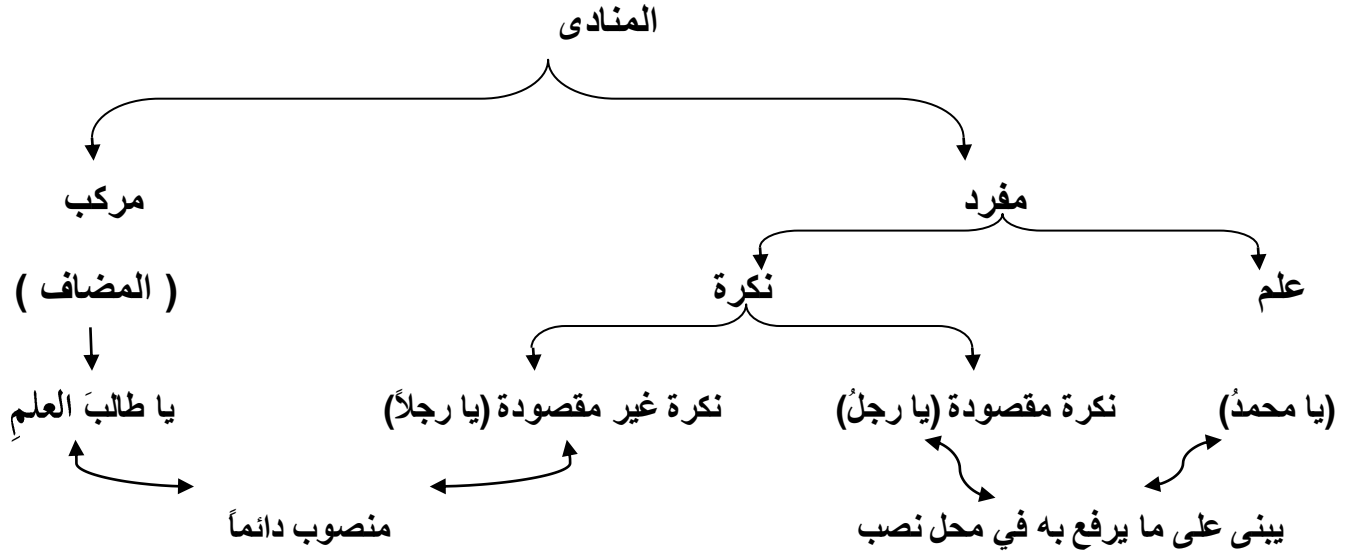 المنادى
مفرد مركب
علم نكرة ( المضاف )
(يا محمدُ) نكرة مقصودة (يا رجلُ) نكرة غير مقصودة (يا رجلاً) يا طالبَ العلمِ
يبنى على ما يرفع به في محل نصب منصوب دائماً